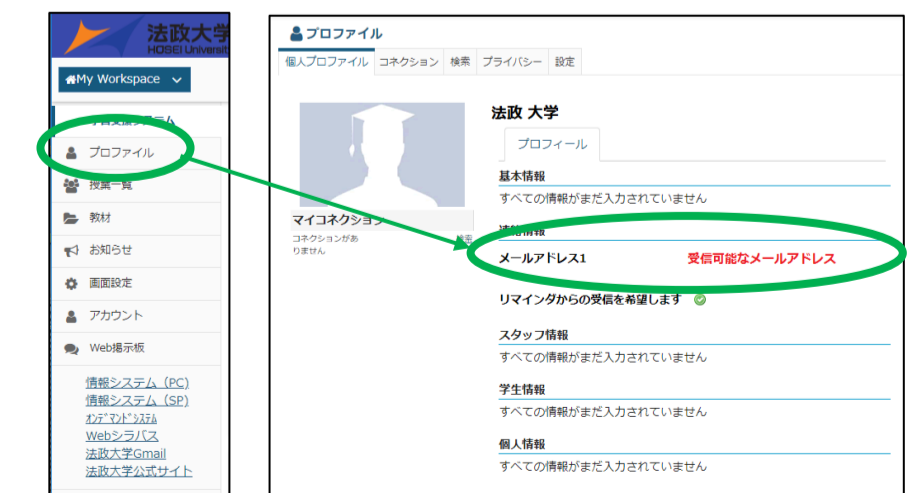 法政大学
HOSEI Universit
My Workspace
プロファイル
授業一覧
教材
お知らせ
画面設定
アカウント
Web掲示板
情報システム（PC)
情報システム（SP)
ｵﾝﾃﾞﾏﾝﾄﾞｼｽﾃﾑ
Webシラバス
法政大学Gmail
法政大学公式サイト
プロファイル
個人プロファイル コネクション 検索 プライバシー 設定
マイコネクション
コネクションがあ 検索
りません
法政 大学
プロフィール
基本情報
すべての情報がまだ入力されていません
連絡情報
メールアドレス1 受信可能なメールアドレス
リマインダからの受信を希望します
スタッフ情報
すべての情報がまだ入力されていません
学生情報
すべての情報がまだ入力されていません
個人情報
すべての情報がまだ入力されていません